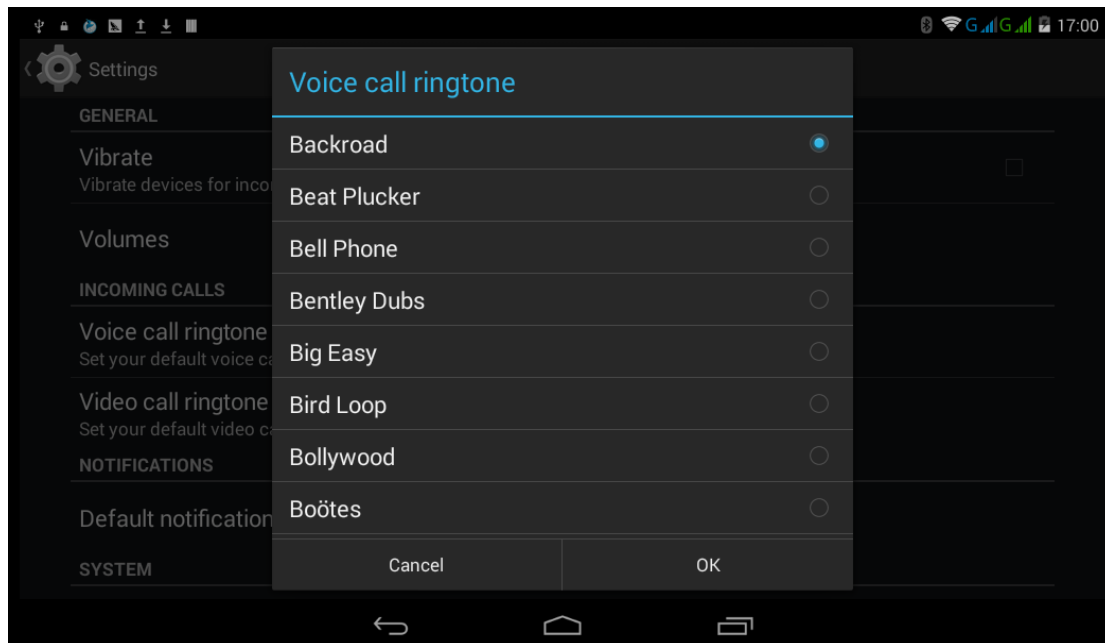 G G 17:00
Settings
Voice call ringtone
GENERAL
Backroad
Vibrate
Vibrate devices for inco
Beat Plucker
Volumes
Bell Phone
INCOMING CALLS
Bentley Dubs
Voice call ringtone
Set your default voice ca
Big Easy
Video call ringtone
Set your default video ca
Bird Loop
NOTIFICATIONS
Bollywood
Default notification
Boötes
SYSTEM
Cancel OK